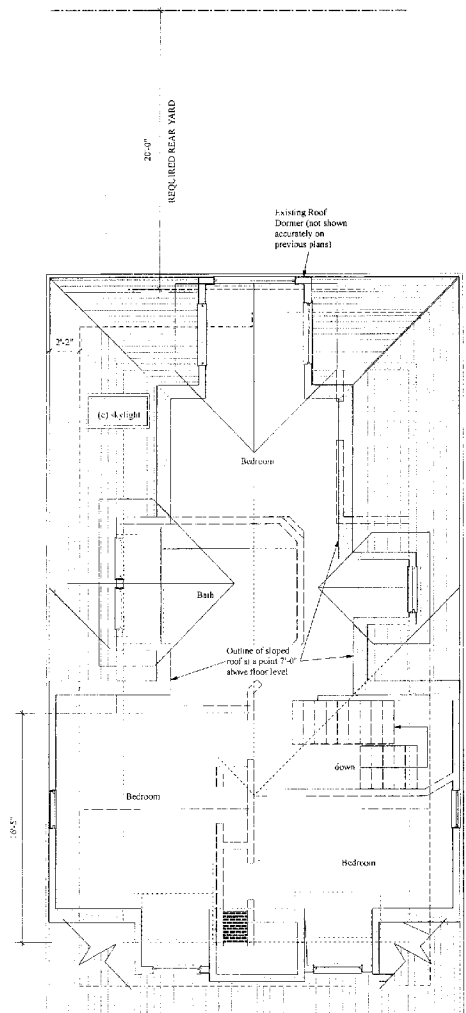 20'-0"
REQUIRED REAR YARD
Existing Roof
Dormer (not shown
accurately on
previous plans)
2'-2"
(e) skylight
Bedroom
Bath
Outline of sloped
roof at a point 7'-0"
above floor level
down
Bedroom
16'-5"
Bedroom